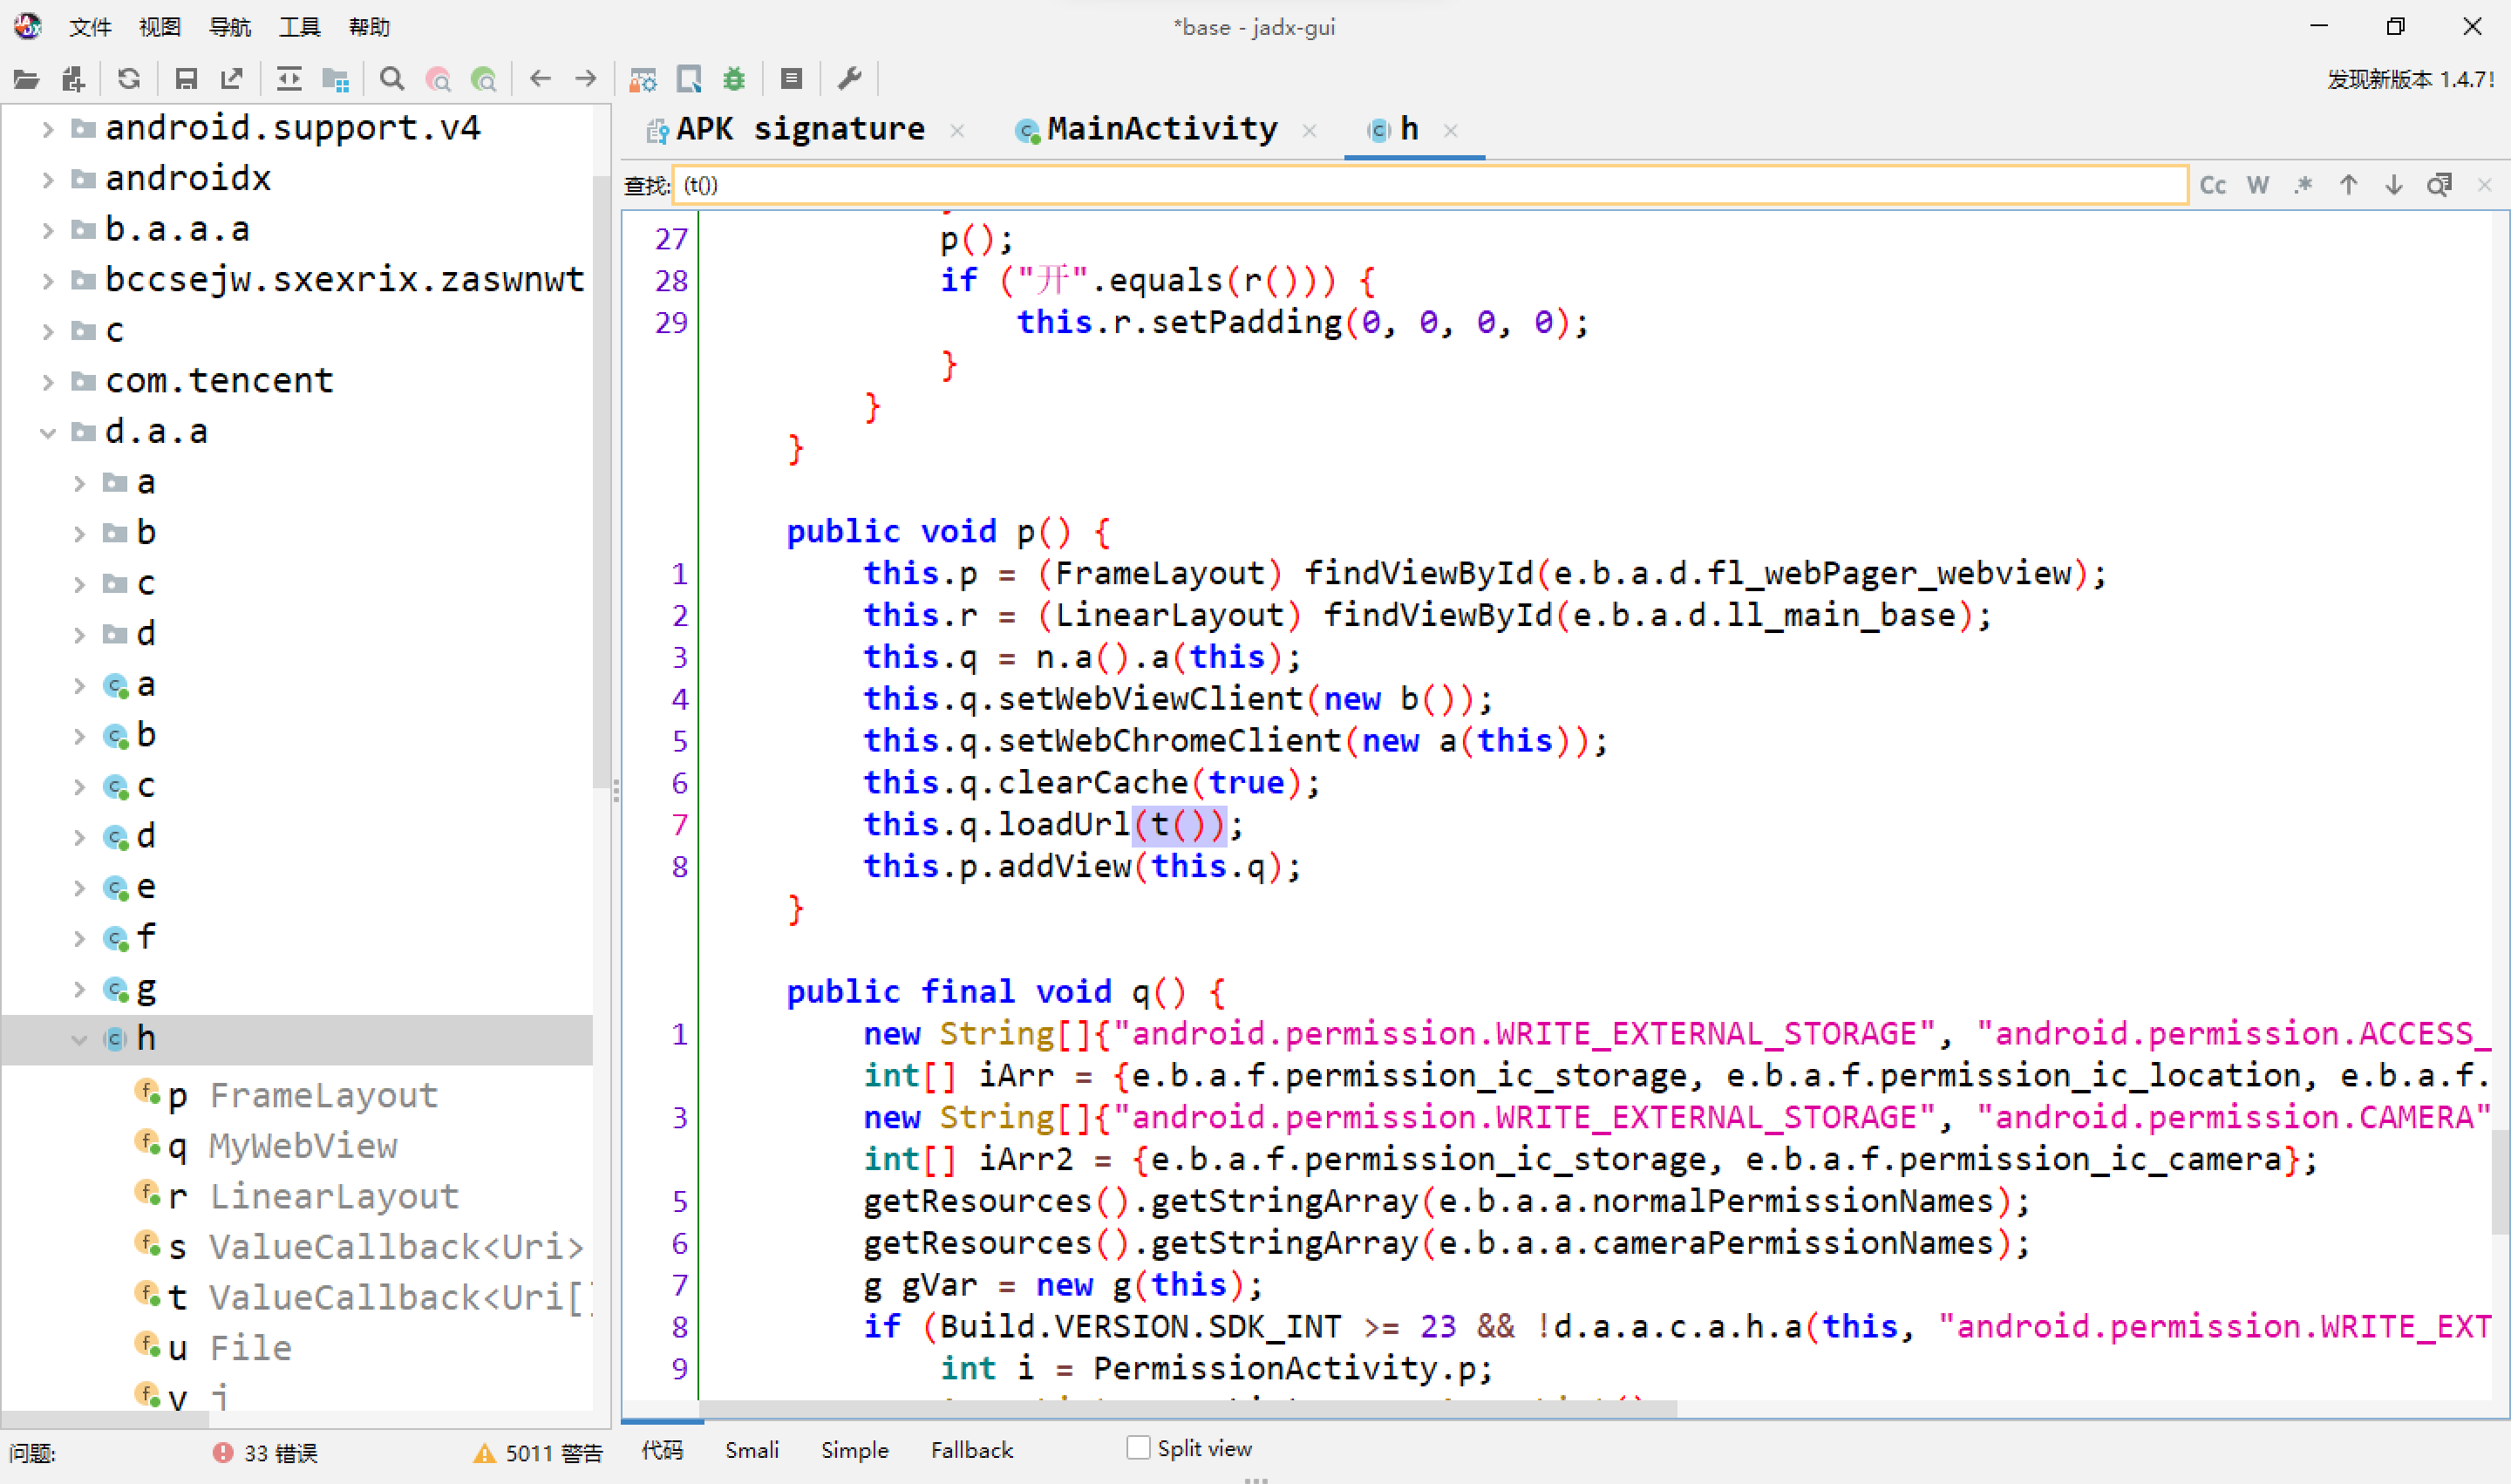 *base - jadx-gui
文件 视图 导航 工具 帮助
发现新版本 1.4.7!
android.support.v4
androidx
b.a.a.a
bccsejw.sxexrix.zaswnwt
c
com.tencent
d.a.a
a
b
c
d
a
b
c
d
e
f
g
h
p FrameLayout
q MyWebView
r LinearLayout
s ValueCallback<Uri>
t ValueCallback<Uri[]
u File
问题:
33 错误
5011 警告
APK signature
MainActivity
h
查找: (t())
Cc W .*
27 p();
28 if ("开".equals(r())) {
29 this.r.setPadding(0, 0, 0, 0);
}
}
}
public void p() {
1 this.p = (FrameLayout) findViewById(e.b.a.d.fl_webPager_webview);
2 this.r = (LinearLayout) findViewById(e.b.a.d.ll_main_base);
3 this.q = n.a().a(this);
4 this.q.setWebViewClient(new b());
5 this.q.setWebChromeClient(new a(this));
6 this.q.clearCache(true);
7 this.q.loadUrl(t());
8 this.p.addView(this.q);
}
public final void q() {
1 new String[]{"android.permission.WRITE_EXTERNAL_STORAGE", "android.permission.ACCESS_
int[] iArr = {e.b.a.f.permission_ic_storage, e.b.a.f.permission_ic_location, e.b.a.f.
3 new String[]{"android.permission.WRITE_EXTERNAL_STORAGE", "android.permission.CAMERA"
int[] iArr2 = {e.b.a.f.permission_ic_storage, e.b.a.f.permission_ic_camera};
5 getResources().getStringArray(e.b.a.a.normalPermissionNames);
6 getResources().getStringArray(e.b.a.a.cameraPermissionNames);
7 g gVar = new g(this);
8 if (Build.VERSION.SDK_INT >= 23 && !d.a.a.c.a.h.a(this, "android.permission.WRITE_EXT
9 int i = PermissionActivity.p;
代码 Smali Simple Fallback Split view